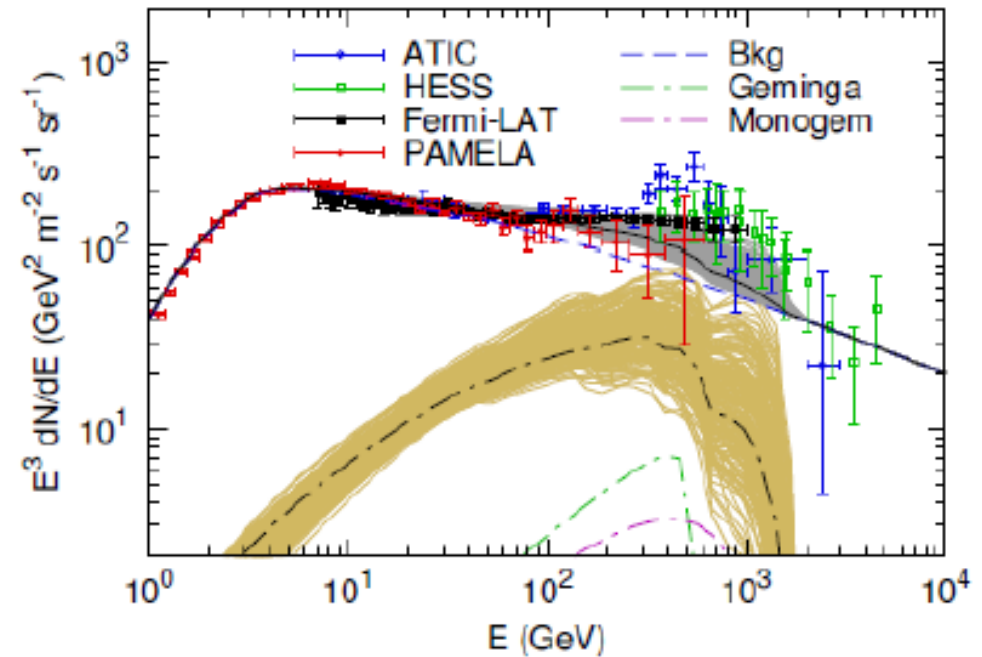 10³
10²
10¹
E³ dN/dE (GeV² m⁻² s⁻¹ sr⁻¹)
ATIC
HESS
Fermi-LAT
PAMELA
Bkg
Geminga
Monogem
10⁰ 10¹ 10² 10³ 10⁴
E (GeV)